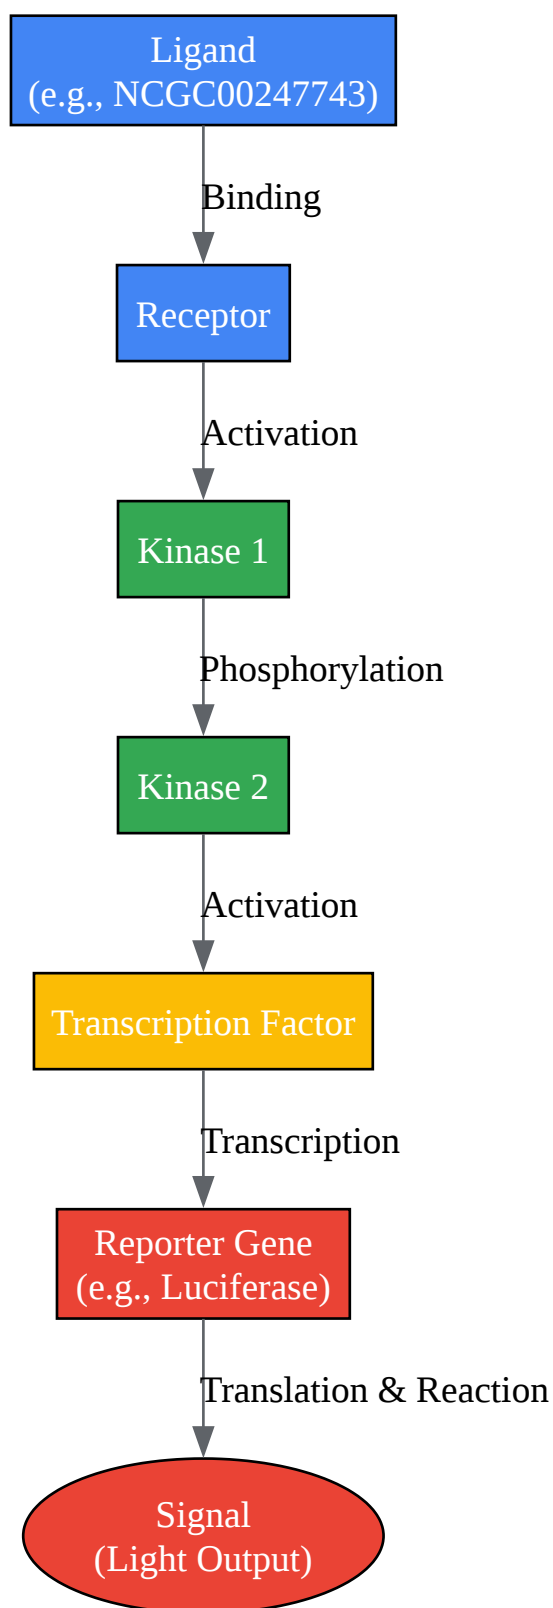 Ligand
(e.g., NCGC00247743)
Binding
Receptor
Activation
Kinase 1
Phosphorylation
Kinase 2
Activation
Transcription Factor
Transcription
Reporter Gene
(e.g., Luciferase)
Translation & Reaction
Signal
(Light Output)